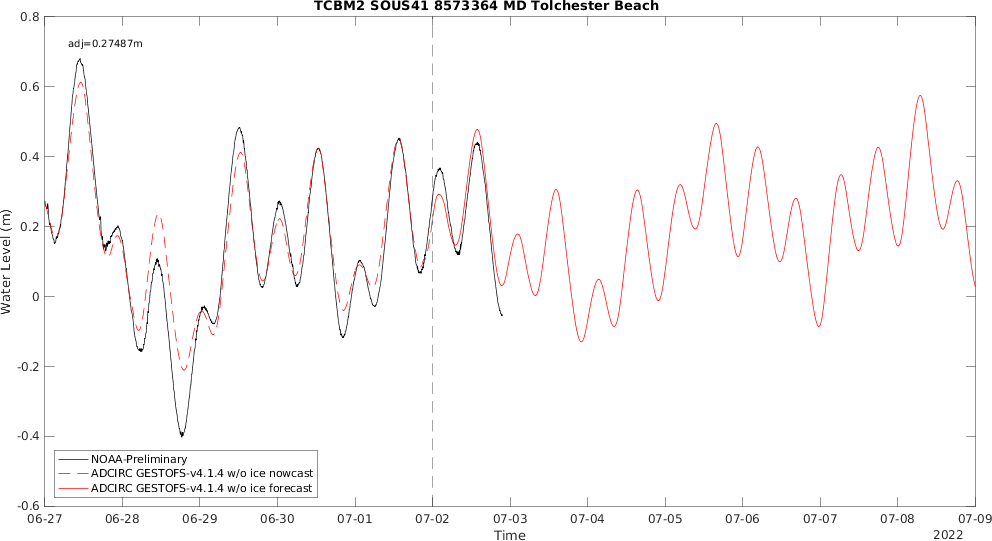 TCBM2 SOUS41 8573364 MD Tolchester Beach
adj=0.27487m
0.8
0.6
0.4
0.2
0
-0.2
-0.4
-0.6
Water Level (m)
NOAA-Preliminary
ADCIRC GESTOFS-v4.1.4 w/o ice nowcast
ADCIRC GESTOFS-v4.1.4 w/o ice forecast
06-27 06-28 06-29 06-30 07-01 07-02 07-03 07-04 07-05 07-06 07-07 07-08 07-09
Time
2022